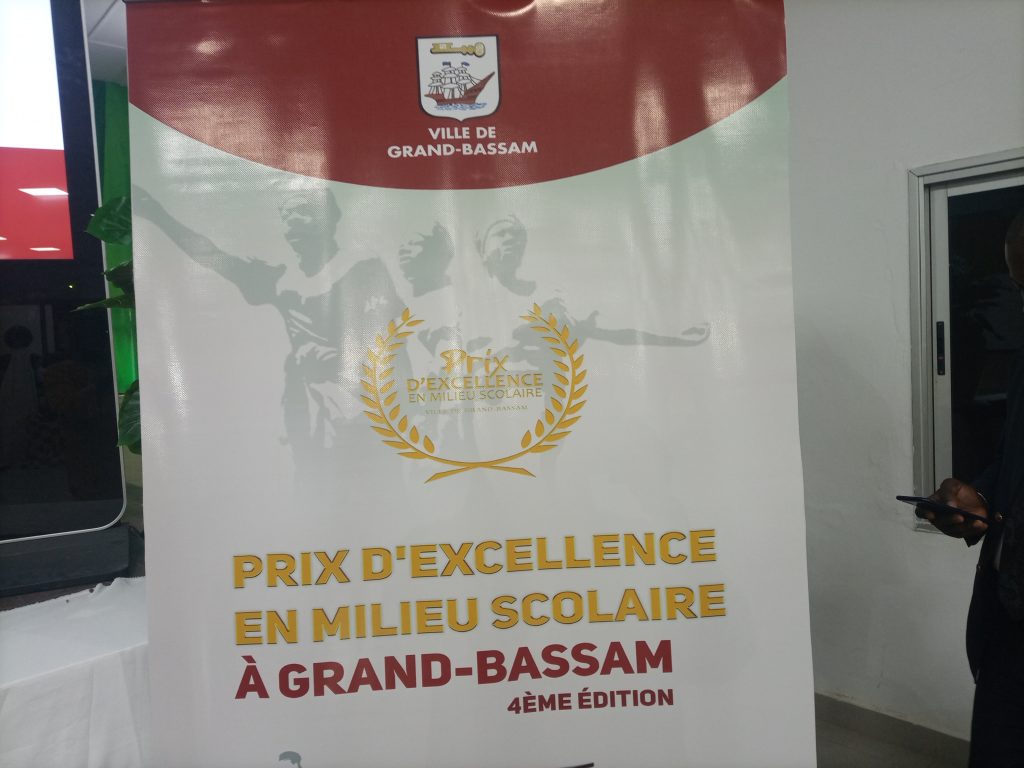 VILLE DE
GRAND-BASSAM
Prix
D'EXCELLENCE
EN MILIEU SCOLAIRE
VILLE DE GRAND-BASSAM
PRIX D'EXCELLENCE
EN MILIEU SCOLAIRE
À GRAND-BASSAM
4ÈME ÉDITION